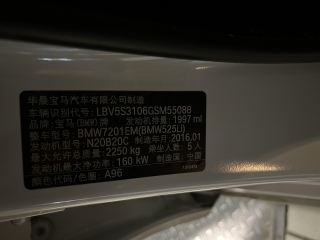 华晨宝马汽车有限公司制造
车辆识别代号: LBV5S3106GSM55088
品牌: 宝马(BMW)牌 发动机排量: 1997 ml
乘用车型号: BMW7201EM(BMW525Li)
发动机型号: N20B20C 制造年月: 2016.01
最大允许总质量: 2250 kg 乘坐人数: 5 人
发动机最大净功率: 160 kW 制造国: 中国
颜色代码/色酷: A96